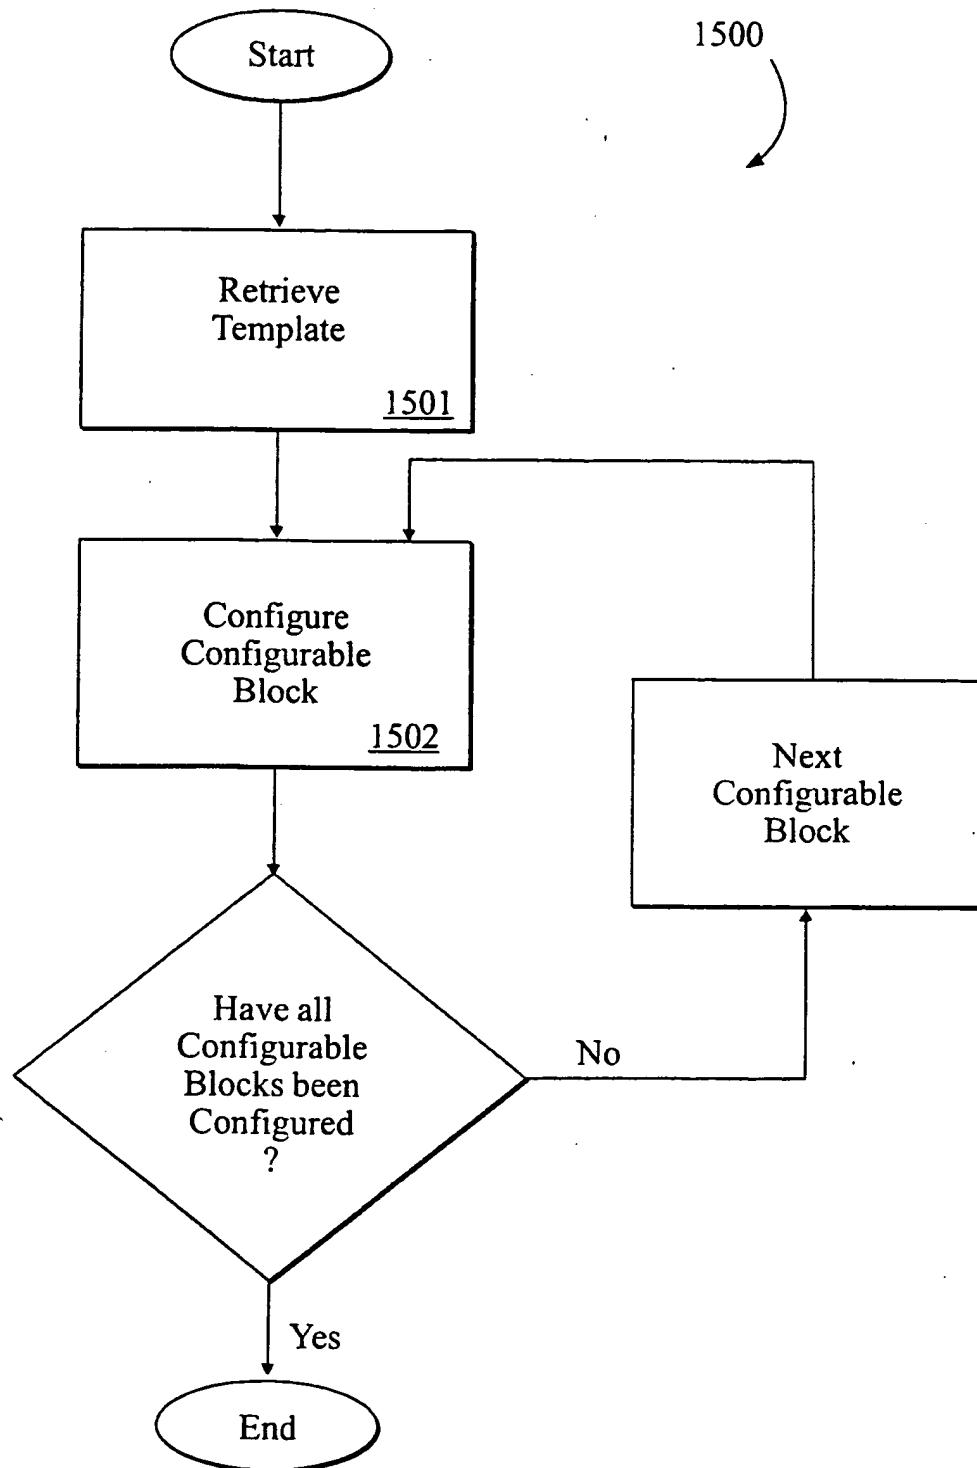 Start
1500
Retrieve
Template
1501
Configure
Configurable
Block
1502
Next
Configurable
Block
Have all
Configurable
Blocks been
Configured
?
No
Yes
End